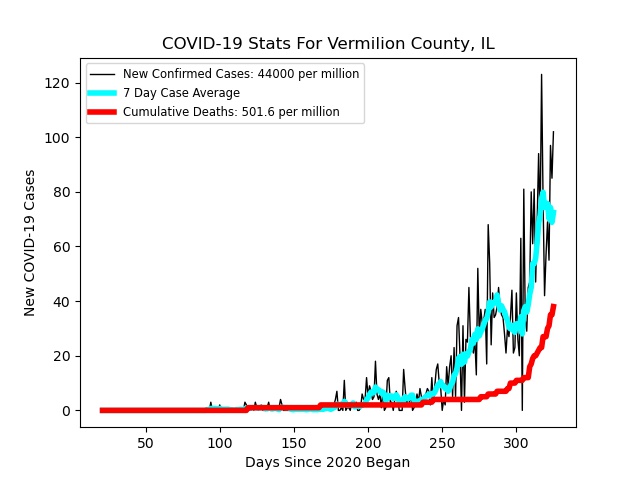 COVID-19 Stats For Vermilion County, IL
New Confirmed Cases: 44000 per million
7 Day Case Average
Cumulative Deaths: 501.6 per million
New COVID-19 Cases
120
100
80
60
40
20
0
50 100 150 200 250 300
Days Since 2020 Began